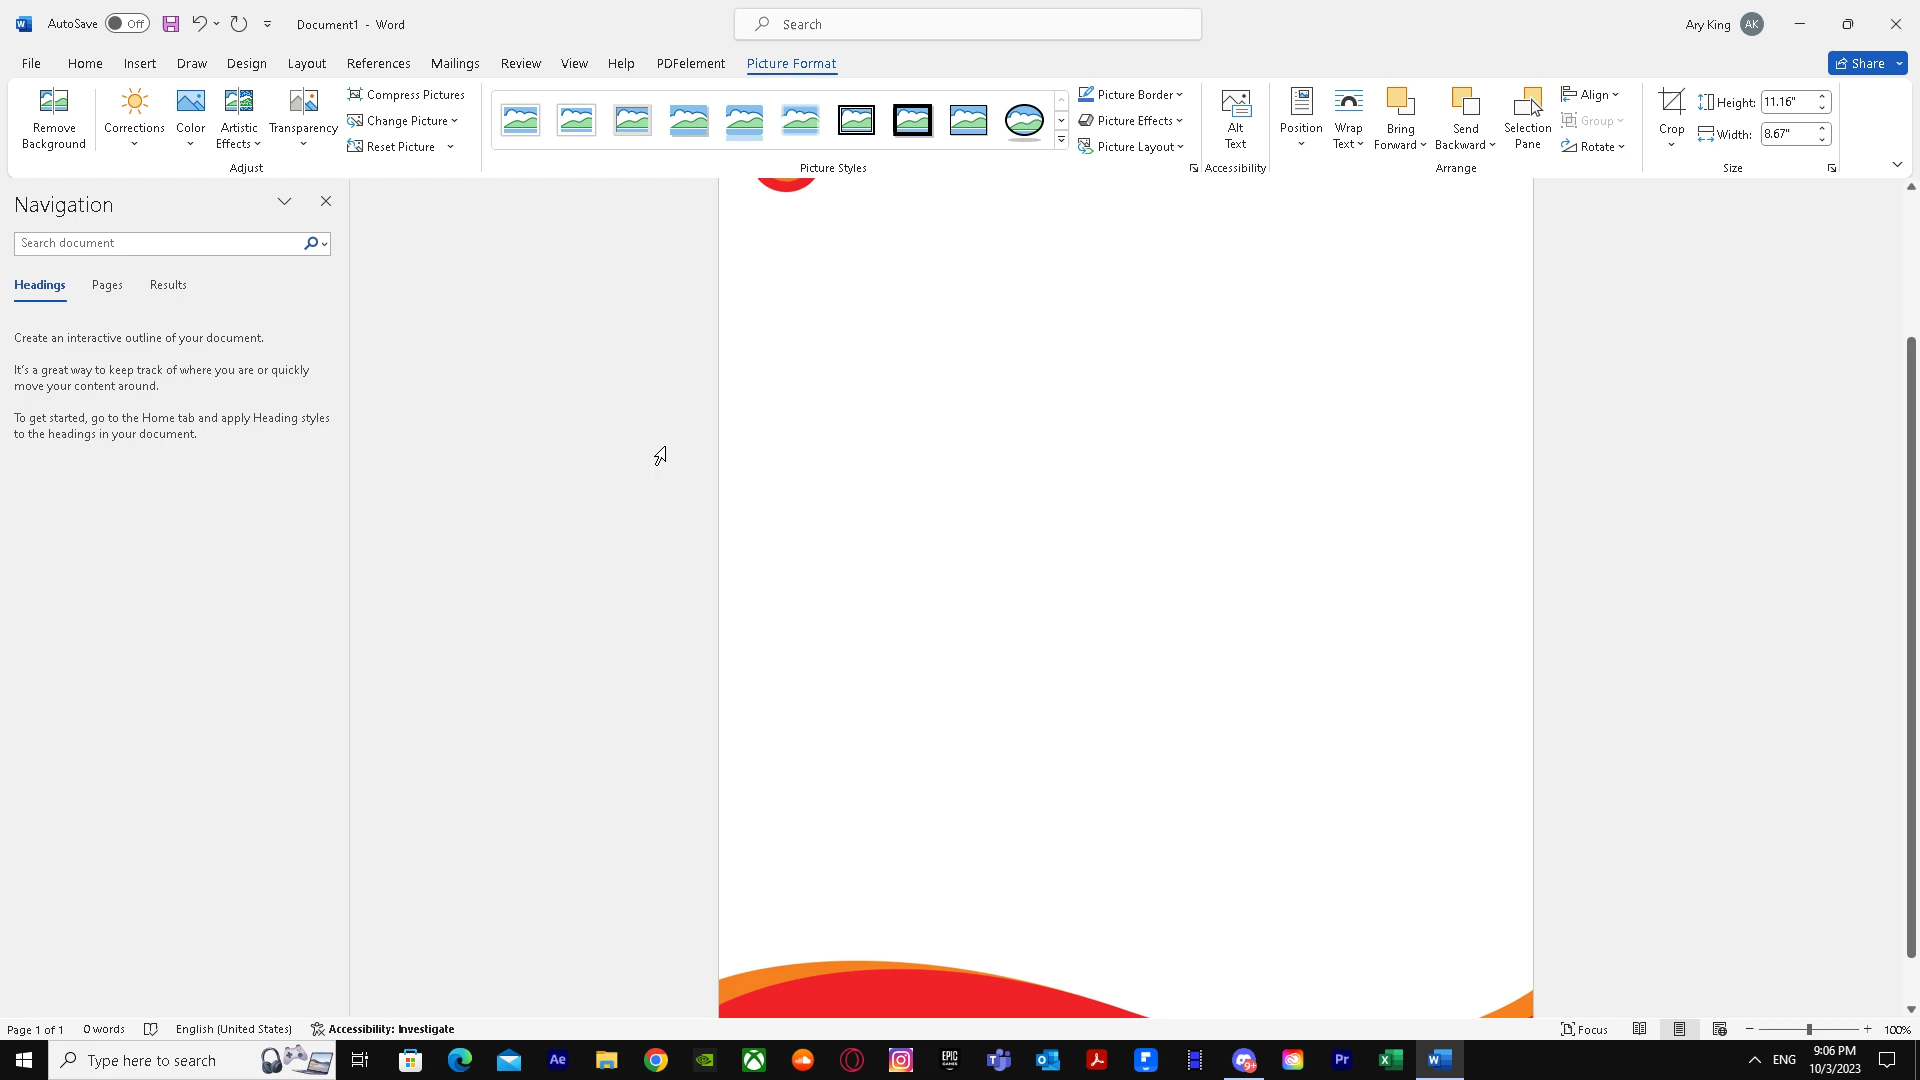 AutoSave Off Document1 - Word Search Ary King AK
File Home Insert Draw Design Layout References Mailings Review View Help PDFelement Picture Format Share
Remove Background
Corrections
Color
Artistic Effects
Transparency
Compress Pictures
Change Picture
Reset Picture
Adjust
Picture Styles
Picture Border
Picture Effects
Picture Layout
Alt Text
Accessibility
Position
Wrap Text
Bring Forward
Send Backward
Selection Pane
Align
Group
Rotate
Arrange
Crop
Height: 11.16"
Width: 8.67"
Size
Navigation
Search document
Headings Pages Results
Create an interactive outline of your document.
It's a great way to keep track of where you are or quickly
move your content around.
To get started, go to the Home tab and apply Heading styles
to the headings in your document.
Page 1 of 1 0 words English (United States) Accessibility: Investigate Focus 100%
Type here to search Ae EPIC GAMES 9+ Pr ENG 9:06 PM
10/3/2023